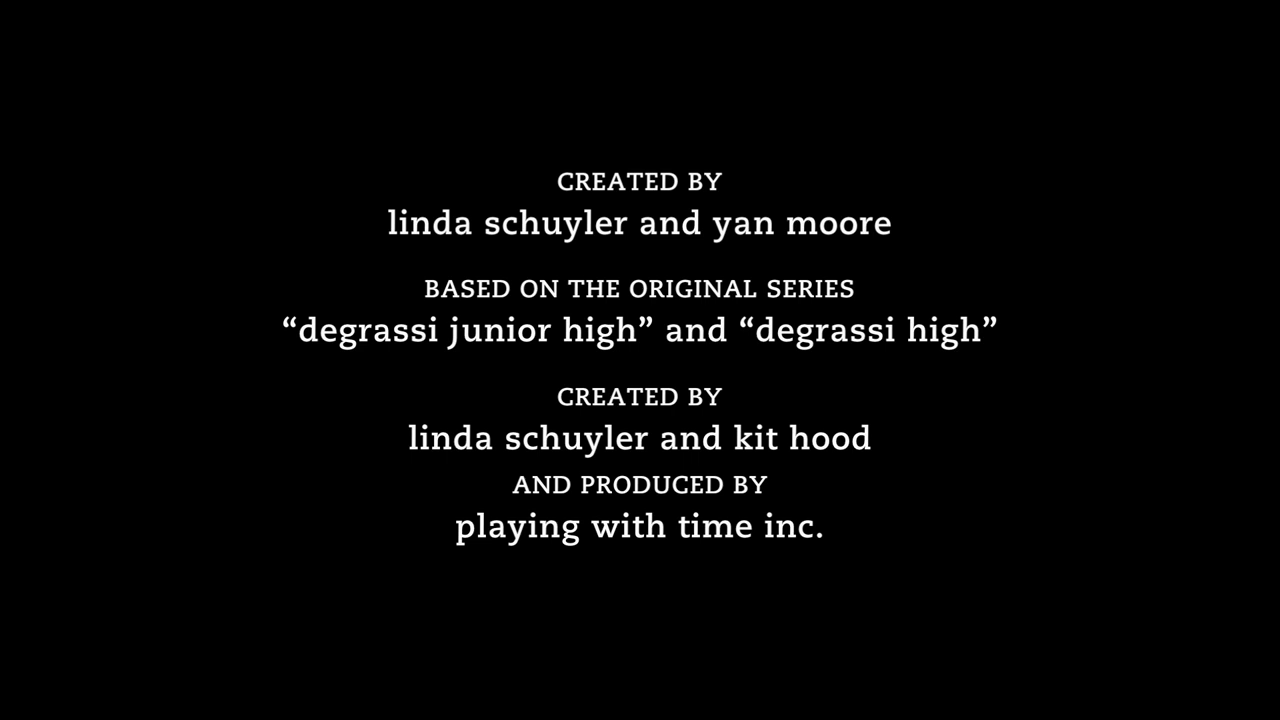 CREATED BY
linda schuyler and yan moore
BASED ON THE ORIGINAL SERIES
“degrassi junior high” and “degrassi high”
CREATED BY
linda schuyler and kit hood
AND PRODUCED BY
playing with time inc.